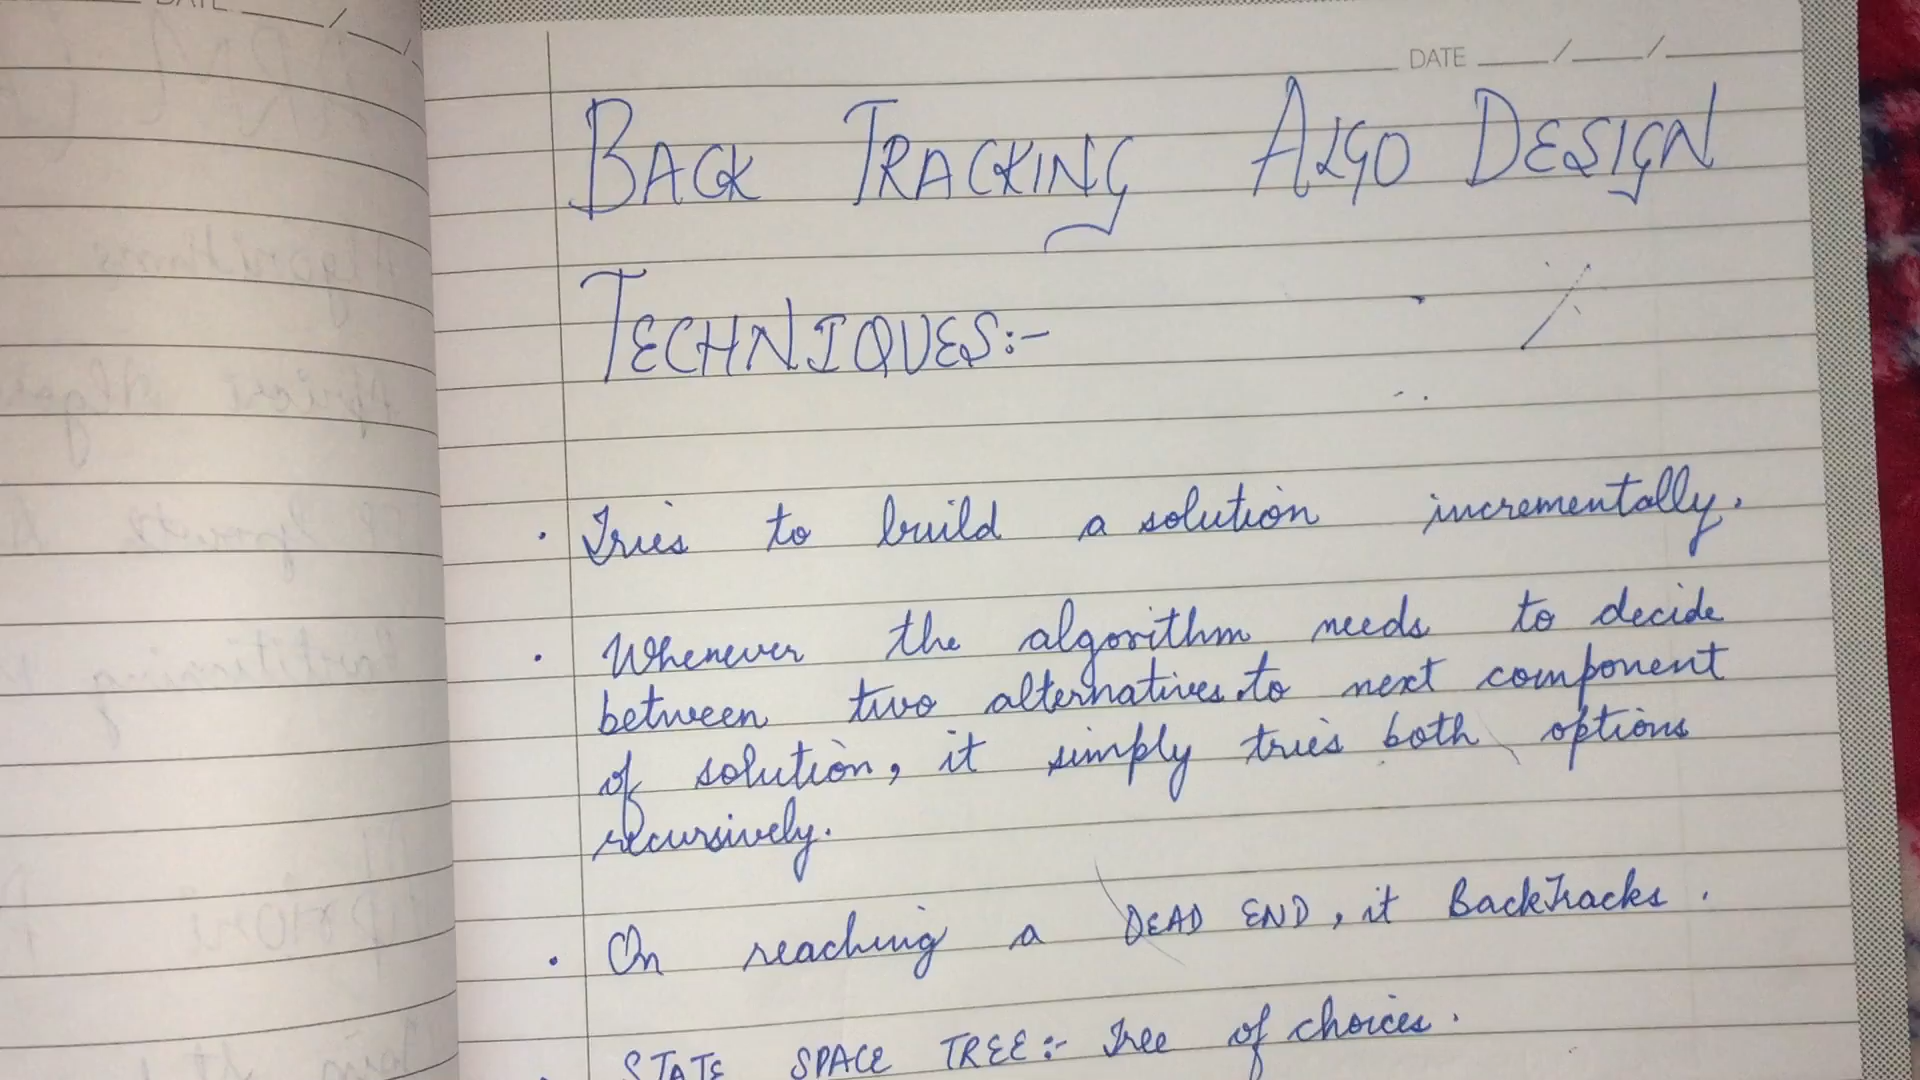 DATE
BACK TRACKING ALGO DESIGN
TECHNIQUES:-
. Tries to build a solution incrementally.
. Whenever the algorithm needs to decide
between two alternatives to next component
of solution, it simply tries both options
recursively.
. On reaching a DEAD END, it BackTracks.
. STATE SPACE TREE:- Tree of choices.